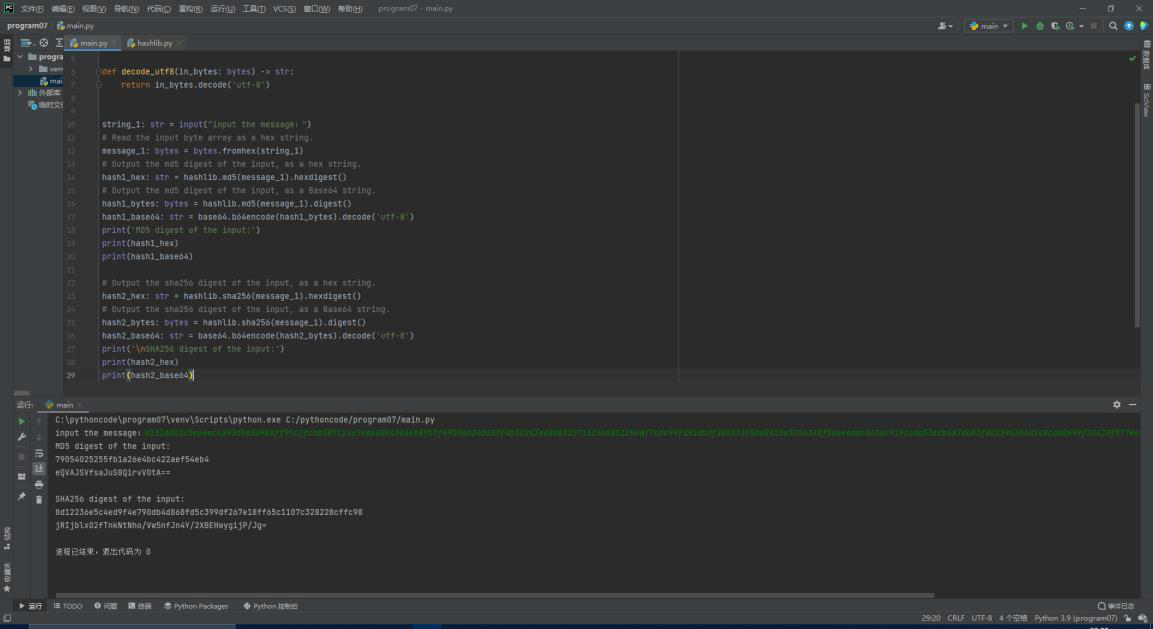 PC 文件(F) 编辑(E) 视图(V) 导航(N) 代码(C) 重构(R) 运行(U) 工具(T) VCS(S) 窗口(W) 帮助(H) program07 - main.py
program07 main.py
main
main.py hashlib.py
progra
ven
mai
外部库
临时文件
数据库
SciView
5
6 def decode_utf8(in_bytes: bytes) -> str:
7 return in_bytes.decode('utf-8')
8
9
10 string_1: str = input("input the message：")
11 # Read the input byte array as a hex string.
12 message_1: bytes = bytes.fromhex(string_1)
13 # Output the md5 digest of the input, as a hex string.
14 hash1_hex: str = hashlib.md5(message_1).hexdigest()
15 # Output the md5 digest of the input, as a Base64 string.
16 hash1_bytes: bytes = hashlib.md5(message_1).digest()
17 hash1_base64: str = base64.b64encode(hash1_bytes).decode('utf-8')
18 print('MD5 digest of the input:')
19 print(hash1_hex)
20 print(hash1_base64)
21
22 # Output the sha256 digest of the input, as a hex string.
23 hash2_hex: str = hashlib.sha256(message_1).hexdigest()
24 # Output the sha256 digest of the input, as a Base64 string.
25 hash2_bytes: bytes = hashlib.sha256(message_1).digest()
26 hash2_base64: str = base64.b64encode(hash2_bytes).decode('utf-8')
27 print('\nSHA256 digest of the input:')
28 print(hash2_hex)
29 print(hash2_base64)
运行: main
C:\pythoncode\program07\venv\Scripts\python.exe C:/pythoncode/program07/main.py
input the message：
MD5 digest of the input:
79054025255fb1a26e4bc422aef54eb4
eQVAJSVfsaJuS8QirvVOtA==
SHA256 digest of the input:
8d12236e5c4ed9f4e790db4d868fd5c399df267e18ff65c1107c328228cffc98
jRIjblxO2fTnkNtNho/Vw5nfJn4Y/2XBEHwygijP/Jg=
进程已结束，退出代码为 0
结构
收藏夹
运行 TODO 问题 终端 Python Packages Python 控制台 事件日志
29:20 CRLF UTF-8 4 个空格 Python 3.9 (program07)